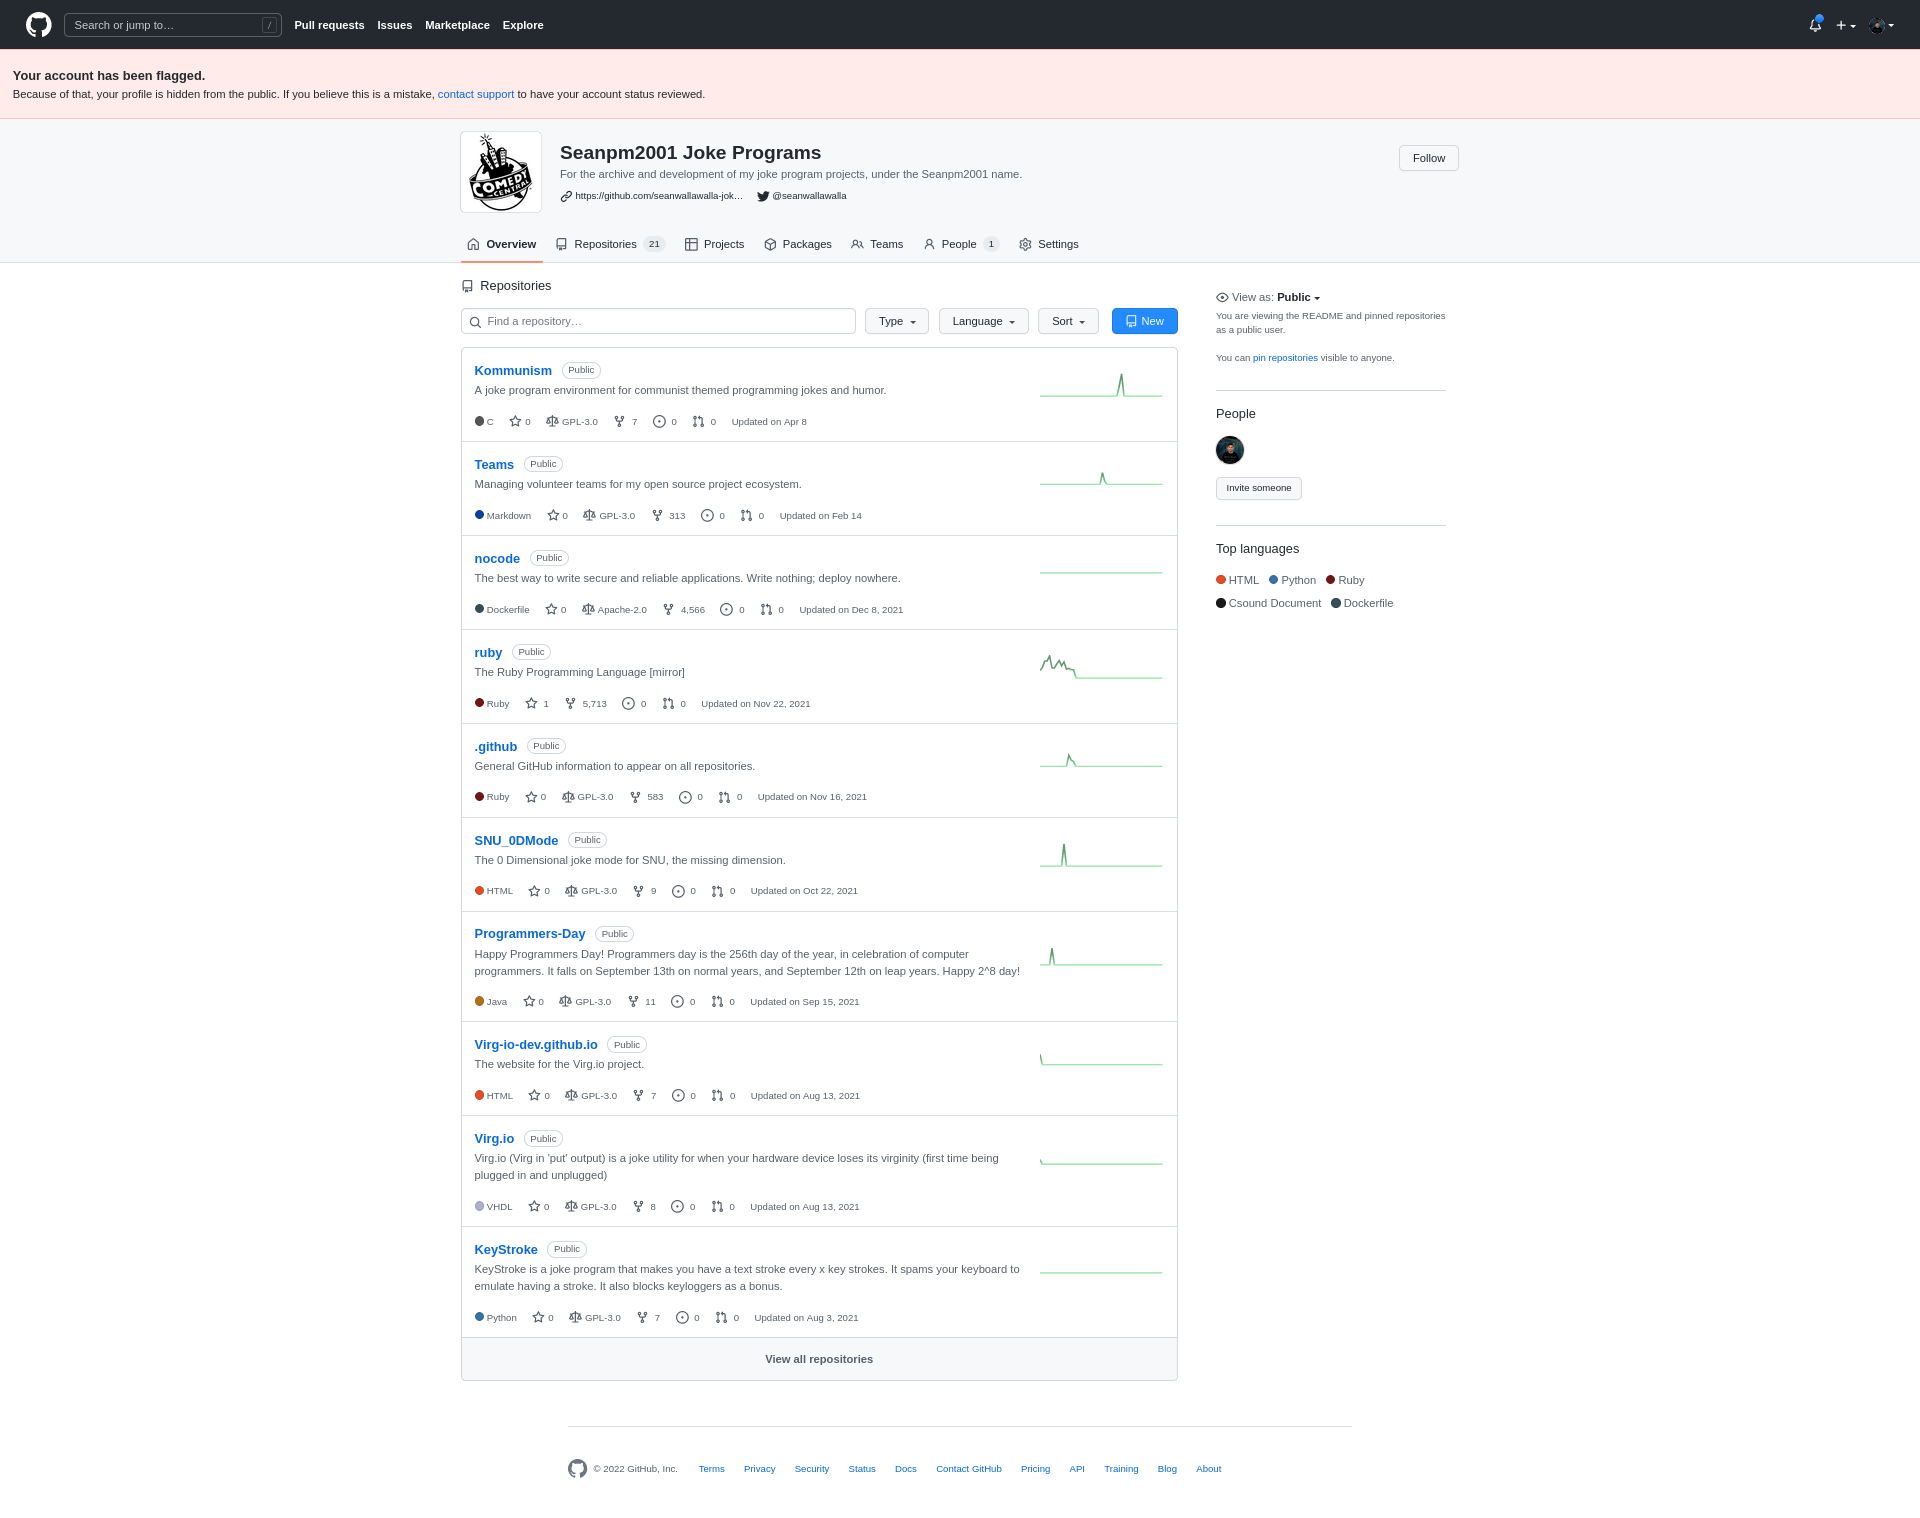 Search or jump to… /
Pull requests Issues Marketplace Explore
Your account has been flagged.
Because of that, your profile is hidden from the public. If you believe this is a mistake, contact support to have your account status reviewed.
COMEDY
CENTRAL
Seanpm2001 Joke Programs
For the archive and development of my joke program projects, under the Seanpm2001 name.
https://github.com/seanwallawalla-jok… @seanwallawalla
Follow
Overview Repositories 21 Projects Packages Teams People 1 Settings
Repositories
Find a repository… Type Language Sort New
Kommunism Public
A joke program environment for communist themed programming jokes and humor.
C 0 GPL-3.0 7 0 0 Updated on Apr 8
Teams Public
Managing volunteer teams for my open source project ecosystem.
Markdown 0 GPL-3.0 313 0 0 Updated on Feb 14
nocode Public
The best way to write secure and reliable applications. Write nothing; deploy nowhere.
Dockerfile 0 Apache-2.0 4,566 0 0 Updated on Dec 8, 2021
ruby Public
The Ruby Programming Language [mirror]
Ruby 1 5,713 0 0 Updated on Nov 22, 2021
.github Public
General GitHub information to appear on all repositories.
Ruby 0 GPL-3.0 583 0 0 Updated on Nov 16, 2021
SNU_0DMode Public
The 0 Dimensional joke mode for SNU, the missing dimension.
HTML 0 GPL-3.0 9 0 0 Updated on Oct 22, 2021
Programmers-Day Public
Happy Programmers Day! Programmers day is the 256th day of the year, in celebration of computer
programmers. It falls on September 13th on normal years, and September 12th on leap years. Happy 2^8 day!
Java 0 GPL-3.0 11 0 0 Updated on Sep 15, 2021
Virg-io-dev.github.io Public
The website for the Virg.io project.
HTML 0 GPL-3.0 7 0 0 Updated on Aug 13, 2021
Virg.io Public
Virg.io (Virg in 'put' output) is a joke utility for when your hardware device loses its virginity (first time being
plugged in and unplugged)
VHDL 0 GPL-3.0 8 0 0 Updated on Aug 13, 2021
KeyStroke Public
KeyStroke is a joke program that makes you have a text stroke every x key strokes. It spams your keyboard to
emulate having a stroke. It also blocks keyloggers as a bonus.
Python 0 GPL-3.0 7 0 0 Updated on Aug 3, 2021
View all repositories
View as: Public
You are viewing the README and pinned repositories
as a public user.
You can pin repositories visible to anyone.
People
Invite someone
Top languages
HTML Python Ruby
Csound Document Dockerfile
© 2022 GitHub, Inc. Terms Privacy Security Status Docs Contact GitHub Pricing API Training Blog About